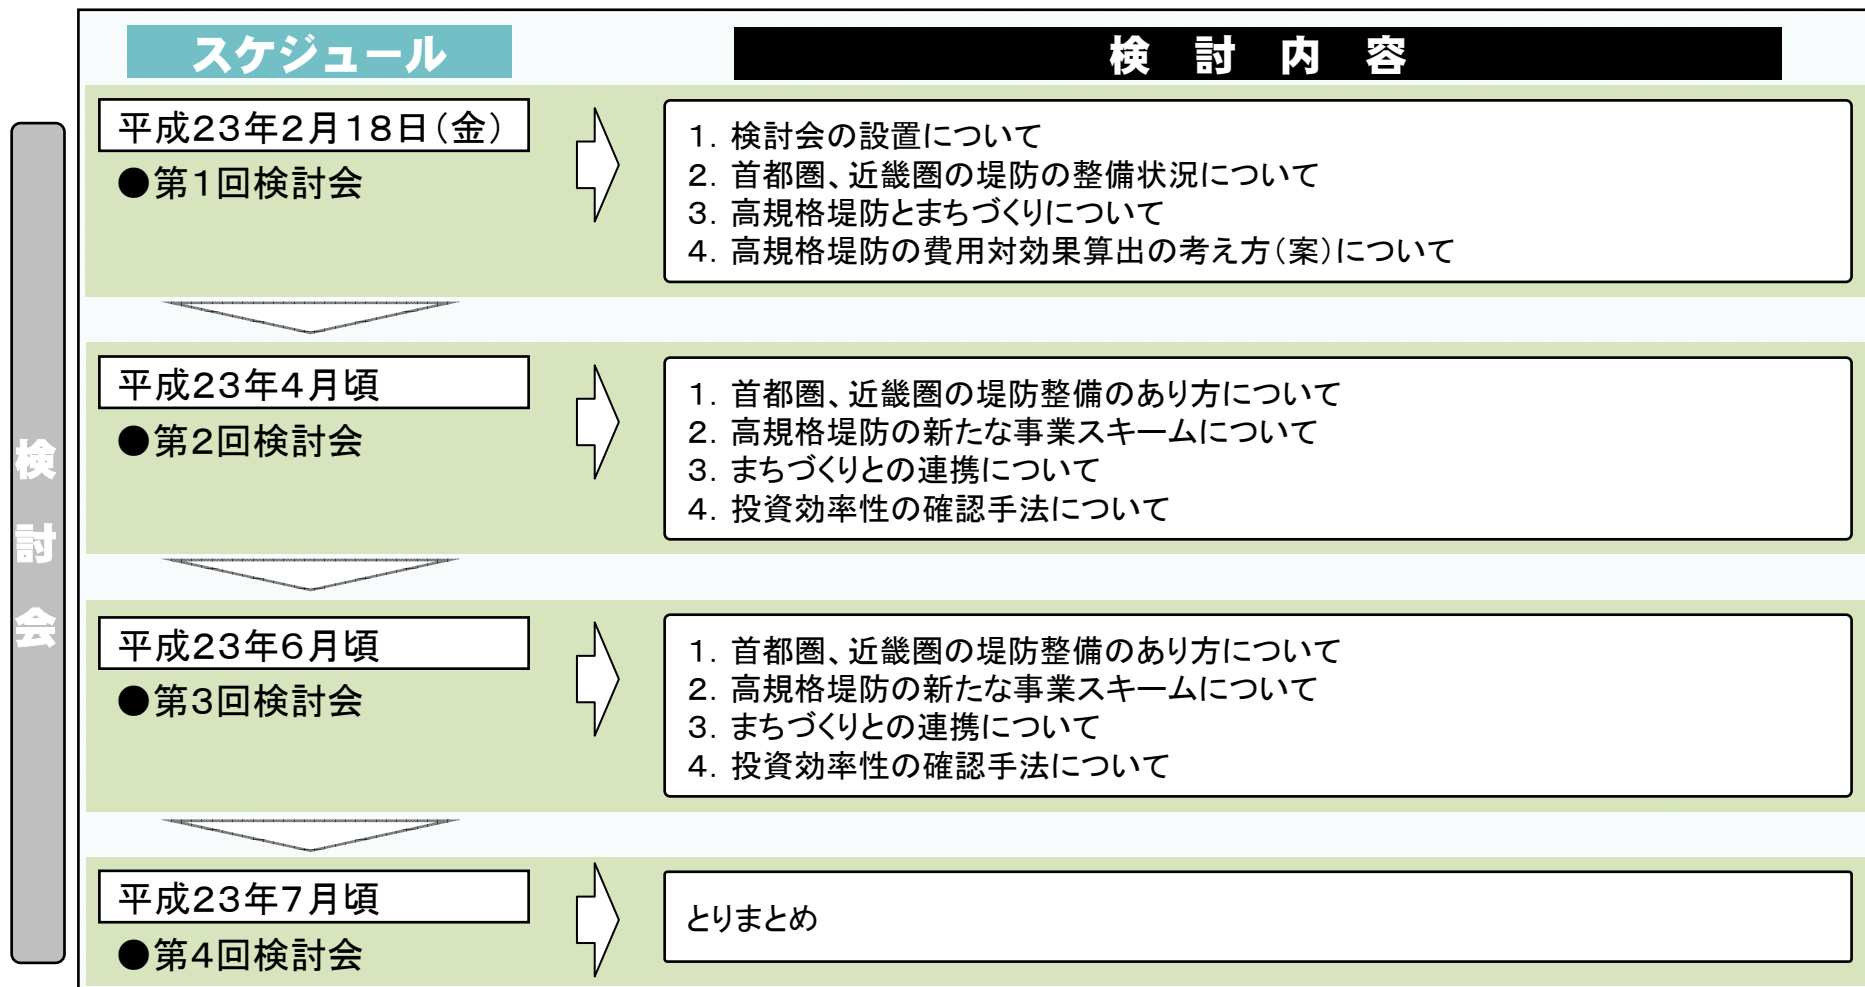 スケジュール
検討内容
検討会
平成23年2月18日（金）
●第1回検討会
1．検討会の設置について
2．首都圏、近畿圏の堤防の整備状況について
3．高規格堤防とまちづくりについて
4．高規格堤防の費用対効果算出の考え方（案）について
平成23年4月頃
●第2回検討会
1．首都圏、近畿圏の堤防整備のあり方について
2．高規格堤防の新たな事業スキームについて
3．まちづくりとの連携について
4．投資効率性の確認手法について
平成23年6月頃
●第3回検討会
1．首都圏、近畿圏の堤防整備のあり方について
2．高規格堤防の新たな事業スキームについて
3．まちづくりとの連携について
4．投資効率性の確認手法について
平成23年7月頃
●第4回検討会
とりまとめ